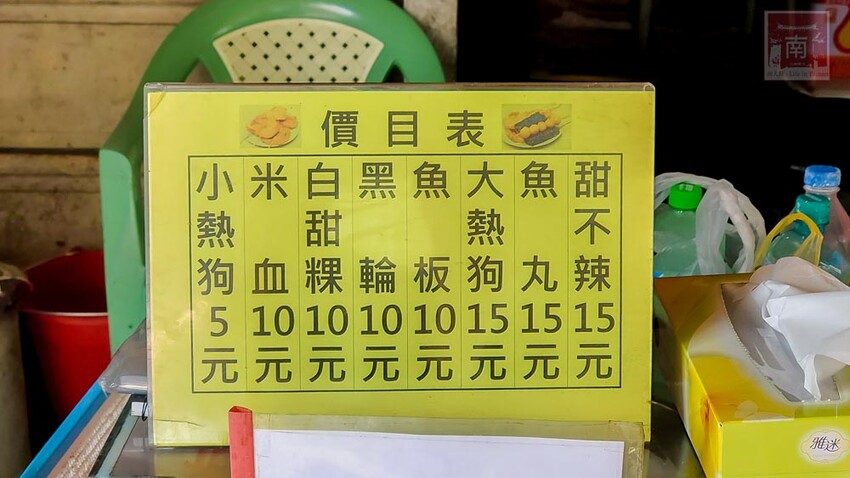 價目表
甜不辣15元
魚丸15元
大熱狗15元
魚板10元
黑輪10元
白甜粿10元
米血10元
小熱狗5元
南
雅迷